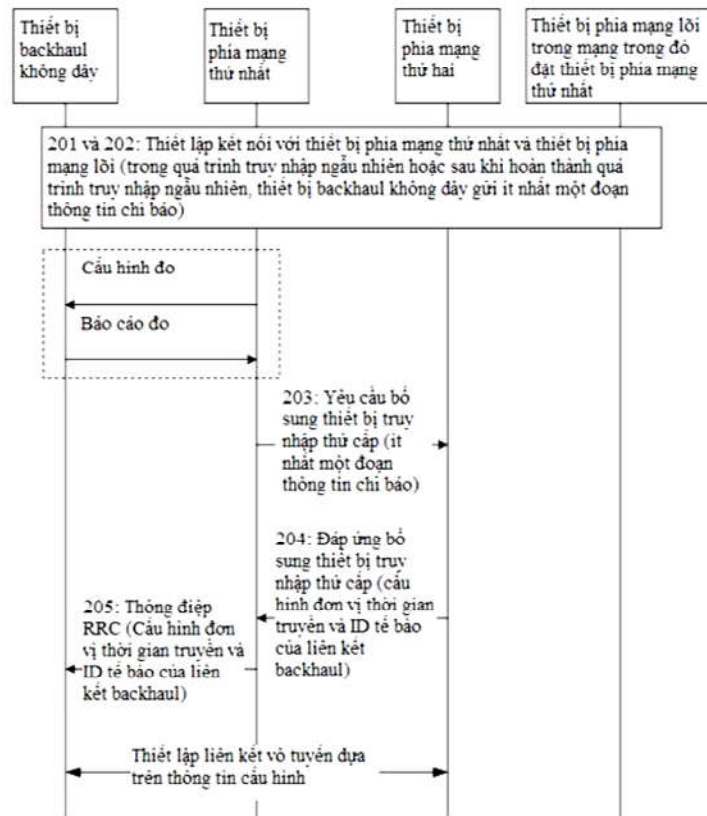 Thiết bị
backhaul
không dây
Thiết bị
phía mạng
thứ nhất
Thiết bị
phía mạng
thứ hai
Thiết bị phía mạng lõi
trong mạng trong đó
đặt thiết bị phía mạng
thứ nhất
201 và 202: Thiết lập kết nối với thiết bị phía mạng thứ nhất và thiết bị phía
mạng lõi (trong quá trình truy nhập ngẫu nhiên hoặc sau khi hoàn thành quá
trình truy nhập ngẫu nhiên, thiết bị backhaul không dây gửi ít nhất một đoạn
thông tin chỉ báo)
Cấu hình đo
Báo cáo đo
203: Yêu cầu bổ
sung thiết bị truy
nhập thứ cấp (ít
nhất một đoạn
thông tin chỉ báo)
204: Đáp ứng bổ
sung thiết bị truy
nhập thứ cấp (cấu
hình đơn vị thời gian
truyền và ID tế bào
của liên kết
backhaul)
205: Thông điệp
RRC (Cấu hình đơn
vị thời gian truyền và
ID tế bào của liên
kết backhaul)
Thiết lập liên kết vô tuyến dựa
trên thông tin cấu hình